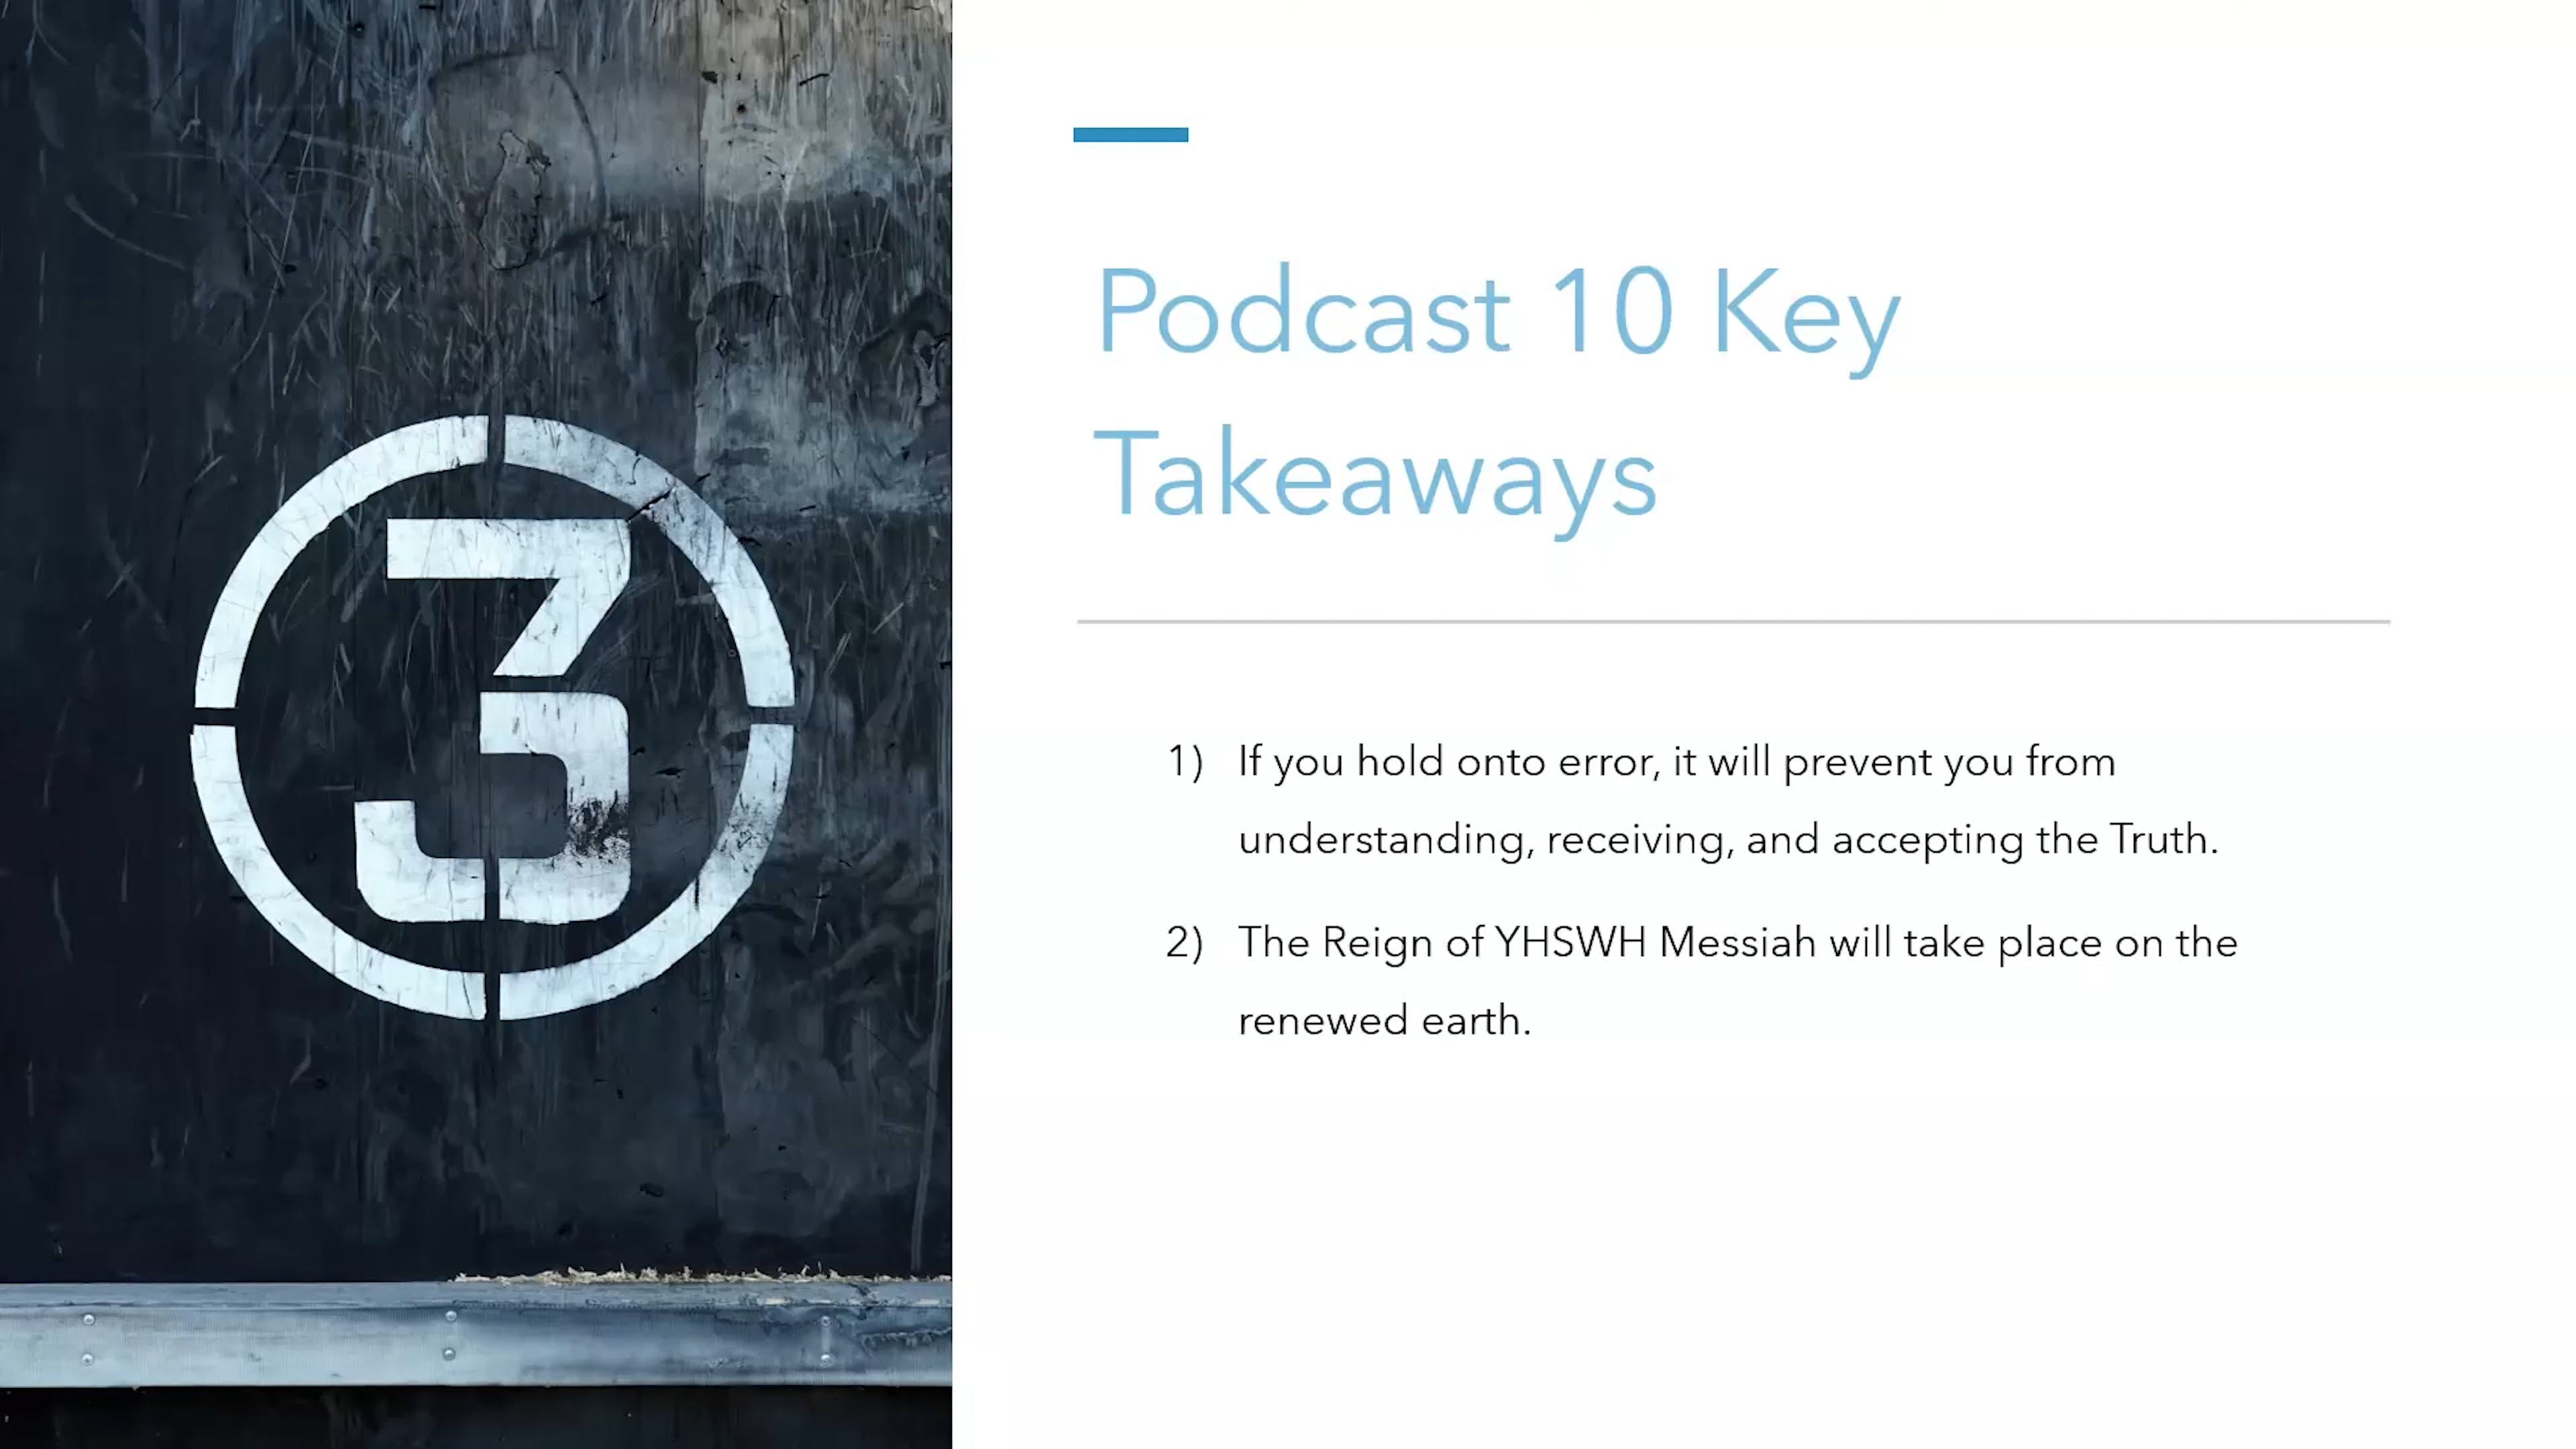 3
Podcast 10 Key
Takeaways
1) If you hold onto error, it will prevent you from
understanding, receiving, and accepting the Truth.
2) The Reign of YHSWH Messiah will take place on the
renewed earth.